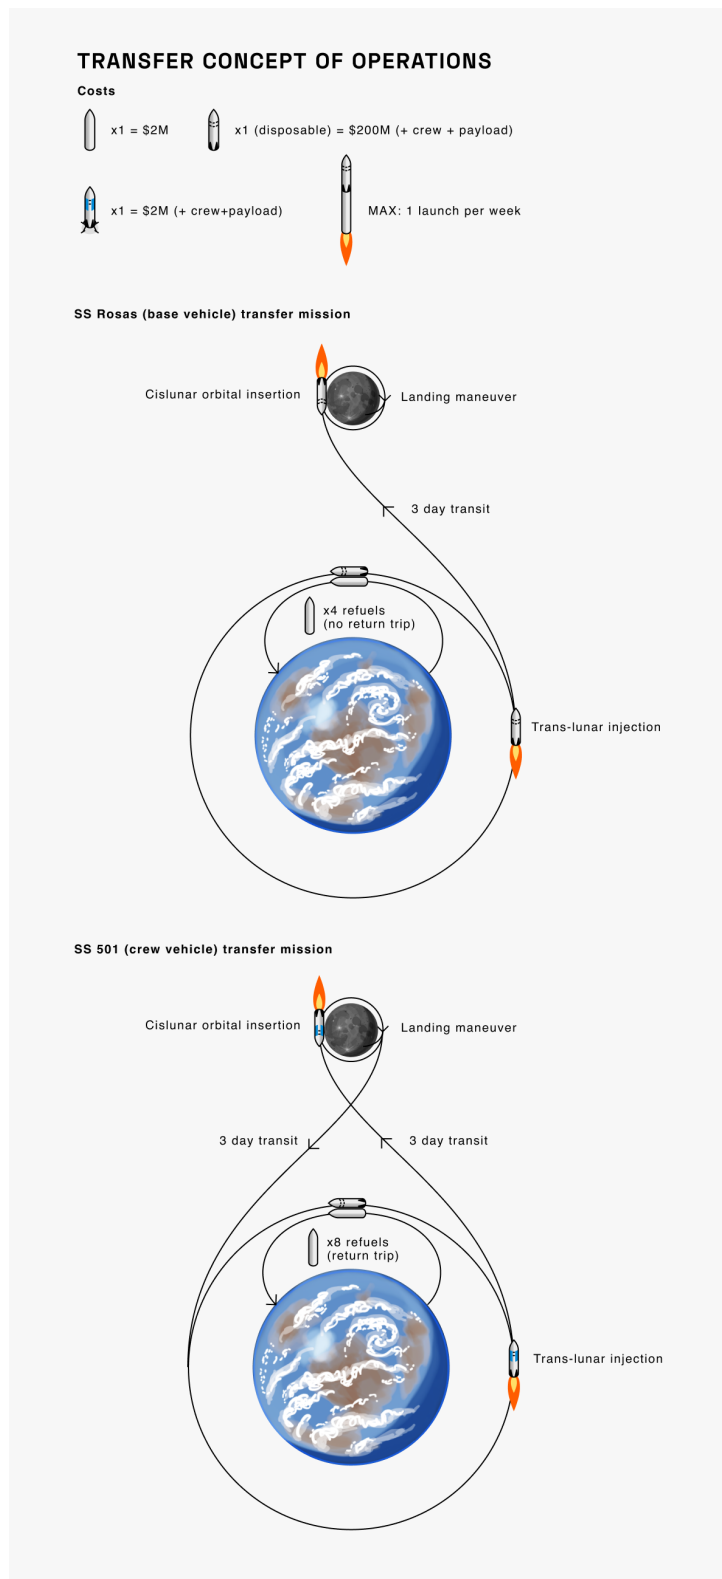 TRANSFER CONCEPT OF OPERATIONS
Costs
x1 = $2M
x1 (disposable) = $200M (+ crew + payload)
x1 = $2M (+ crew+payload)
MAX: 1 launch per week
SS Rosas (base vehicle) transfer mission
Cislunar orbital insertion
Landing maneuver
3 day transit
x4 refuels
(no return trip)
Trans-lunar injection
SS 501 (crew vehicle) transfer mission
Cislunar orbital insertion
Landing maneuver
3 day transit
3 day transit
x8 refuels
(return trip)
Trans-lunar injection